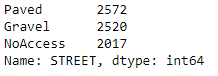 Paved 2572
Gravel 2520
NoAccess 2017
Name: STREET, dtype: int64